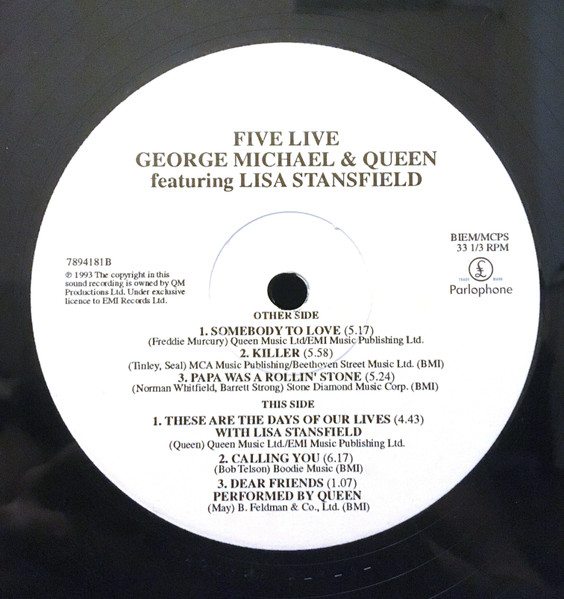 FIVE LIVE
GEORGE MICHAEL & QUEEN
featuring LISA STANSFIELD
7894181B
℗ 1993 The copyright in this
sound recording is owned by QM
Productions Ltd. Under exclusive
licence to EMI Records Ltd.
BIEM/MCPS
33 1/3 RPM
TRADE £ MARK
Parlophone
OTHER SIDE
1. SOMEBODY TO LOVE (5.17)
(Freddie Murcury) Queen Music Ltd/EMI Music Publishing Ltd.
2. KILLER (5.58)
(Tinley, Seal) MCA Music Publishing/Beethoven Street Music Ltd. (BMI)
3. PAPA WAS A ROLLIN' STONE (5.24)
(Norman Whitfield, Barrett Strong) Stone Diamond Music Corp. (BMI)
THIS SIDE
1. THESE ARE THE DAYS OF OUR LIVES (4.43)
WITH LISA STANSFIELD
(Queen) Queen Music Ltd./EMI Music Publishing Ltd.
2. CALLING YOU (6.17)
(Bob Telson) Boodie Music (BMI)
3. DEAR FRIENDS (1.07)
PERFORMED BY QUEEN
(May) B. Feldman & Co., Ltd. (BMI)